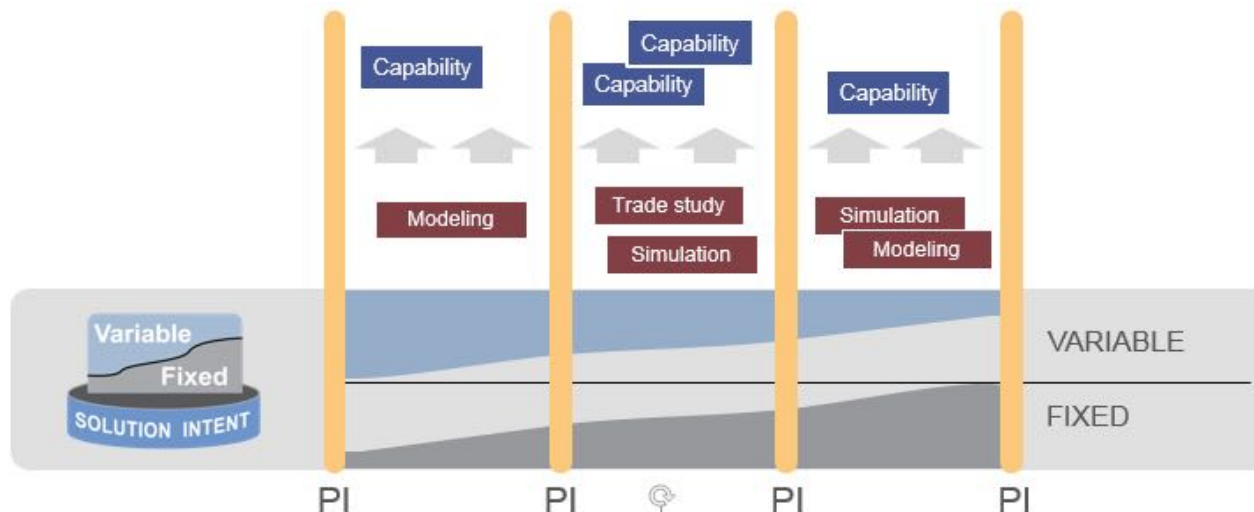 Capability
Capability
Capability
Capability
Modeling
Trade study
Simulation
Simulation
Modeling
Variable
Fixed
SOLUTION INTENT
VARIABLE
FIXED
PI
PI
PI
PI